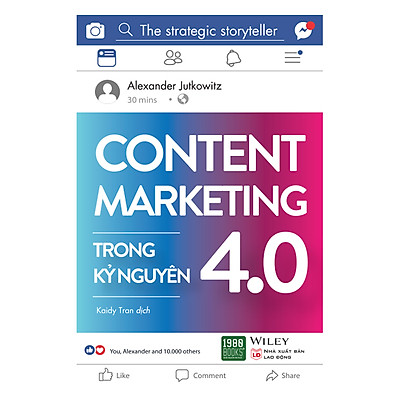 The strategic storyteller
Alexander Jutkowitz
30 mins •
CONTENT
MARKETING
TRONG
KỶ NGUYÊN
4.0
Kaidy Tran dịch
You, Alexander and 10.000 others
1980
BOOKS
WILEY
LĐ
NHÀ XUẤT BẢN
LAO ĐỘNG
Like
Comment
Share